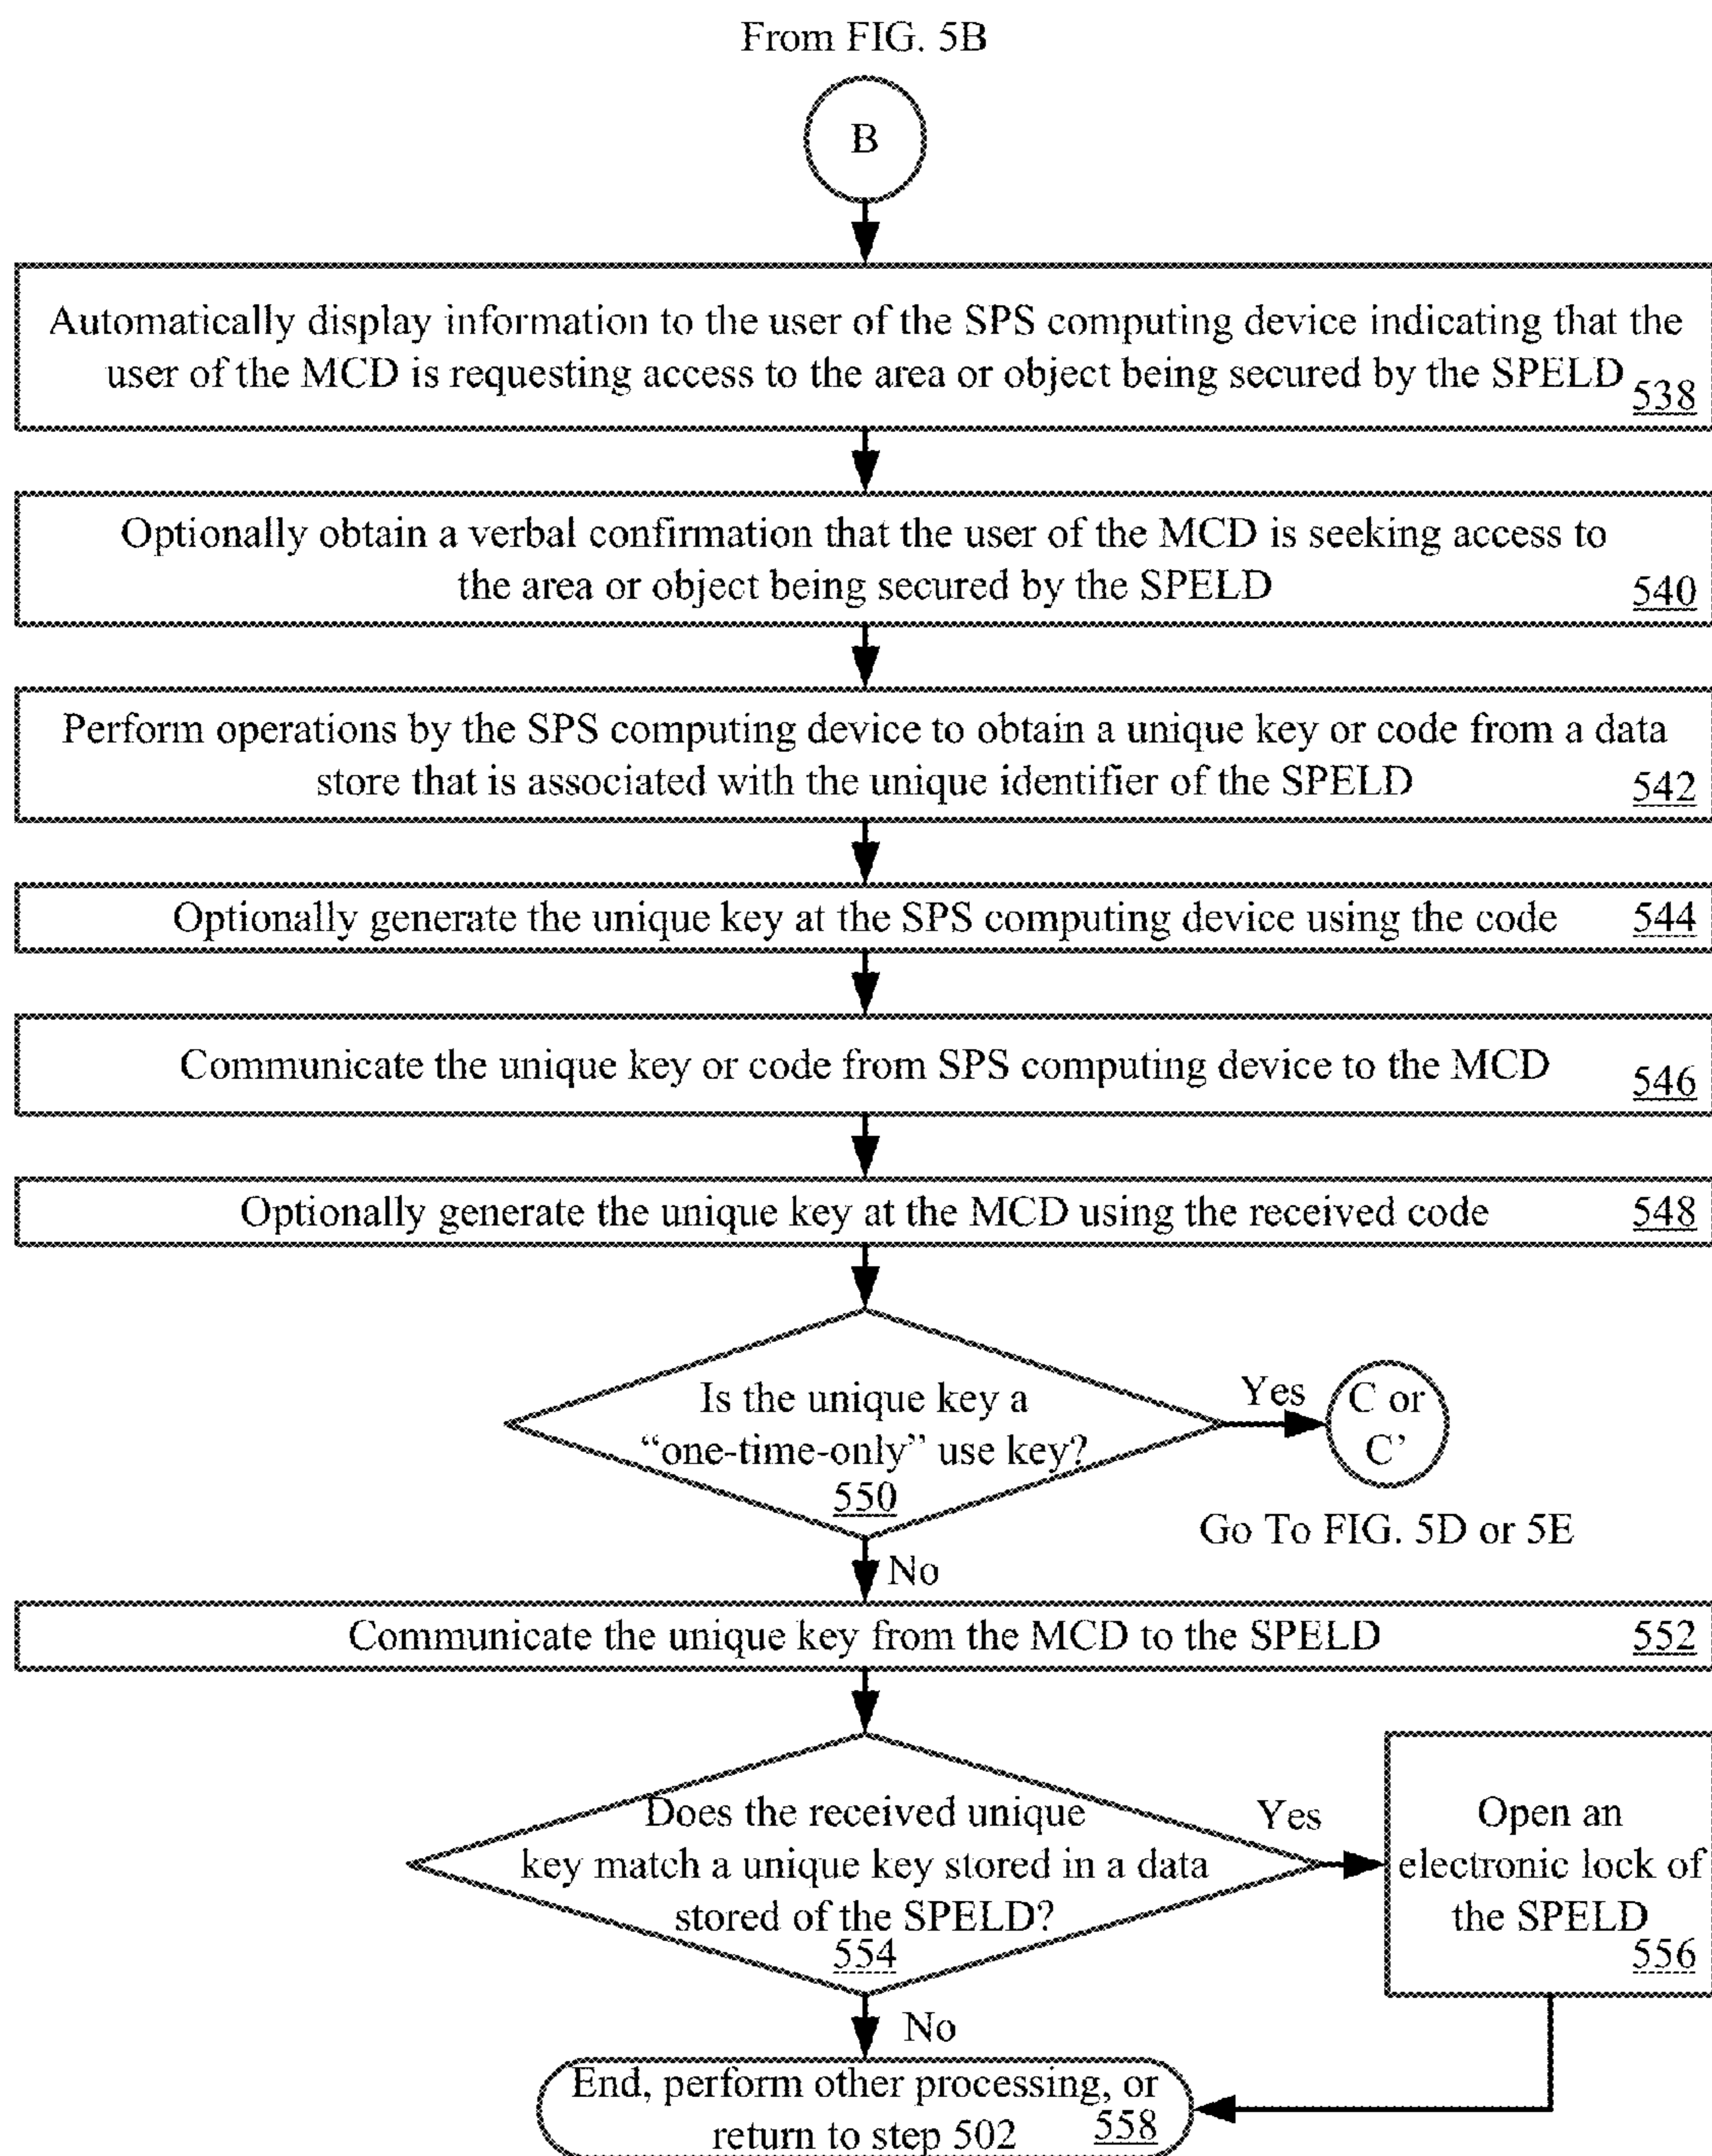 From FIG. 5B
B
Automatically display information to the user of the SPS computing device indicating that the
user of the MCD is requesting access to the area or object being secured by the SPELD
538
Optionally obtain a verbal confirmation that the user of the MCD is seeking access to
the area or object being secured by the SPELD
540
Perform operations by the SPS computing device to obtain a unique key or code from a data
store that is associated with the unique identifier of the SPELD
542
Optionally generate the unique key at the SPS computing device using the code
544
Communicate the unique key or code from SPS computing device to the MCD
546
Optionally generate the unique key at the MCD using the received code
548
Is the unique key a
“one-time-only” use key?
550
Yes
C or
C’
Go To FIG. 5D or 5E
No
Communicate the unique key from the MCD to the SPELD
552
Does the received unique
key match a unique key stored in a data
stored of the SPELD?
554
Yes
Open an
electronic lock of
the SPELD
556
No
End, perform other processing, or
return to step 502
558